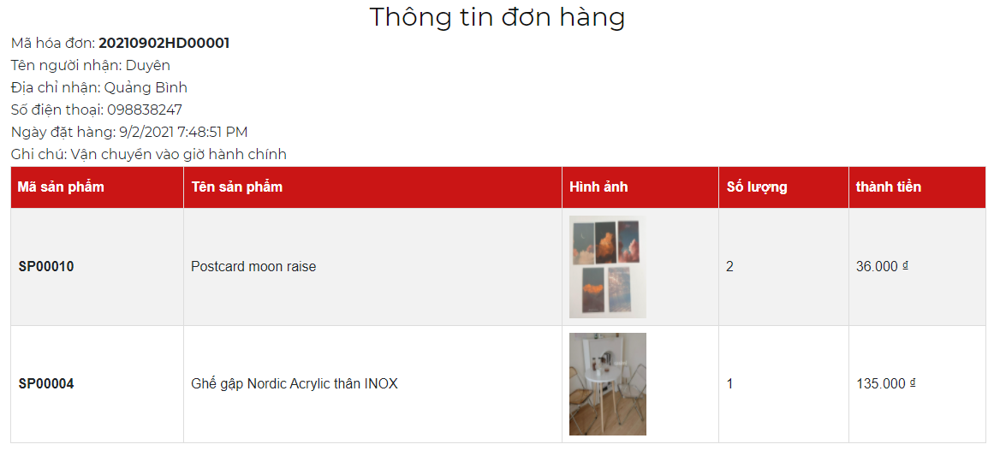 Thông tin đơn hàng
Mã hóa đơn: 20210902HD00001
Tên người nhận: Duyên
Địa chỉ nhận: Quảng Bình
Số điện thoại: 098838247
Ngày đặt hàng: 9/2/2021 7:48:51 PM
Ghi chú: Vận chuyển vào giờ hành chính
Mã sản phẩm Tên sản phẩm Hình ảnh Số lượng thành tiền
SP00010 Postcard moon raise 2 36.000 ₫
SP00004 Ghế gập Nordic Acrylic thân INOX 1 135.000 ₫